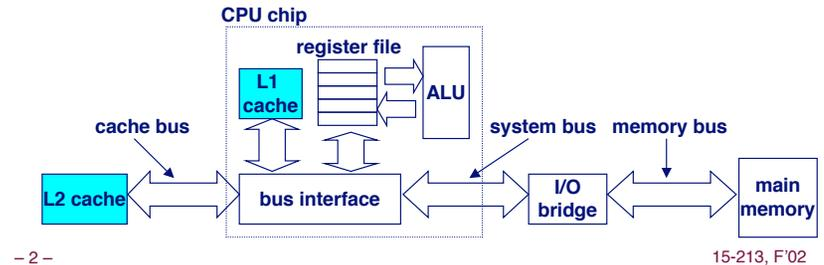 CPU chip
register file
L1
cache
ALU
cache bus
system bus
memory bus
L2 cache
bus interface
I/O
bridge
main
memory
– 2 –
15-213, F'02